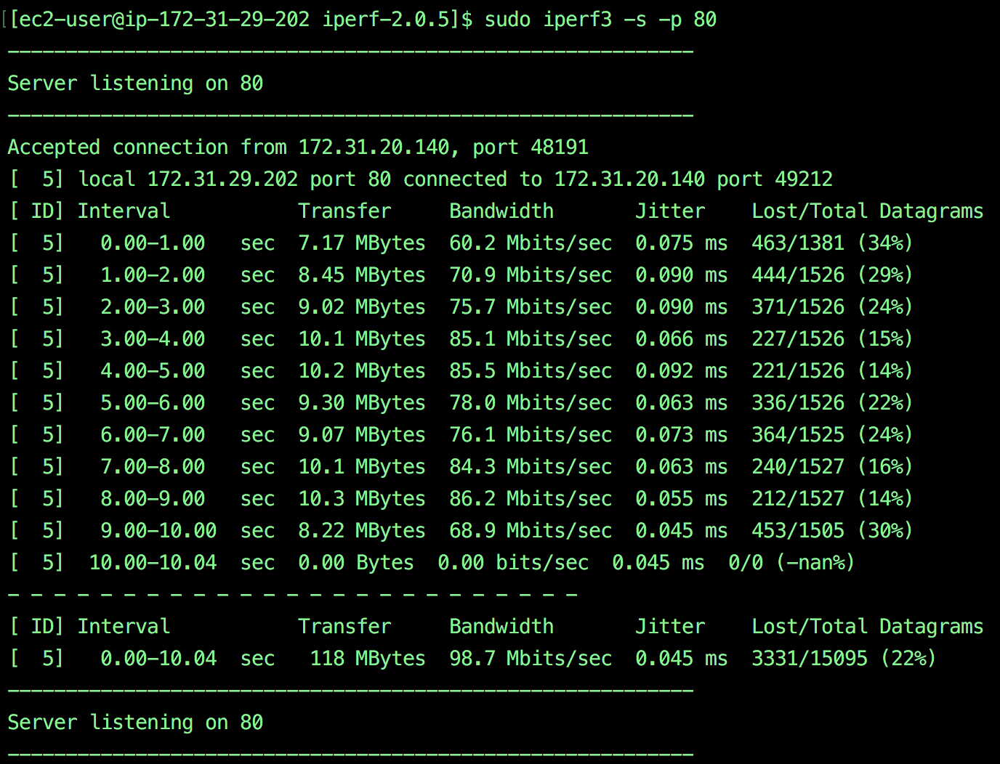 [[ec2-user@ip-172-31-29-202 iperf-2.0.5]$ sudo iperf3 -s -p 80
-----------------------------------------------------------
Server listening on 80
-----------------------------------------------------------
Accepted connection from 172.31.20.140, port 48191
[  5] local 172.31.29.202 port 80 connected to 172.31.20.140 port 49212
[ ID] Interval           Transfer     Bandwidth       Jitter    Lost/Total Datagrams
[  5]   0.00-1.00   sec  7.17 MBytes  60.2 Mbits/sec  0.075 ms  463/1381 (34%)
[  5]   1.00-2.00   sec  8.45 MBytes  70.9 Mbits/sec  0.090 ms  444/1526 (29%)
[  5]   2.00-3.00   sec  9.02 MBytes  75.7 Mbits/sec  0.090 ms  371/1526 (24%)
[  5]   3.00-4.00   sec  10.1 MBytes  85.1 Mbits/sec  0.066 ms  227/1526 (15%)
[  5]   4.00-5.00   sec  10.2 MBytes  85.5 Mbits/sec  0.092 ms  221/1526 (14%)
[  5]   5.00-6.00   sec  9.30 MBytes  78.0 Mbits/sec  0.063 ms  336/1526 (22%)
[  5]   6.00-7.00   sec  9.07 MBytes  76.1 Mbits/sec  0.073 ms  364/1525 (24%)
[  5]   7.00-8.00   sec  10.1 MBytes  84.3 Mbits/sec  0.063 ms  240/1527 (16%)
[  5]   8.00-9.00   sec  10.3 MBytes  86.2 Mbits/sec  0.055 ms  212/1527 (14%)
[  5]   9.00-10.00  sec  8.22 MBytes  68.9 Mbits/sec  0.045 ms  453/1505 (30%)
[  5]  10.00-10.04  sec  0.00 Bytes  0.00 bits/sec  0.045 ms  0/0 (-nan%)
- - - - - - - - - - - - - - - - - - - - - - - - -
[ ID] Interval           Transfer     Bandwidth       Jitter    Lost/Total Datagrams
[  5]   0.00-10.04  sec   118 MBytes  98.7 Mbits/sec  0.045 ms  3331/15095 (22%)
-----------------------------------------------------------
Server listening on 80
-----------------------------------------------------------